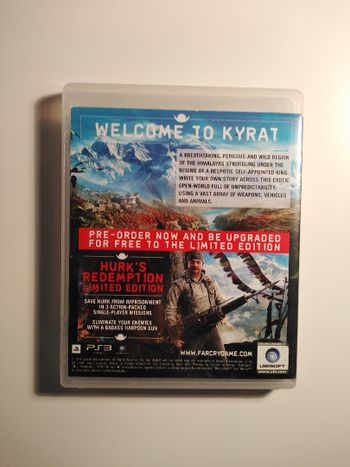 WELCOME TO KYRAT
A BREATHTAKING, PERILOUS AND WILD REGION
OF THE HIMALAYAS STRUGGLING UNDER THE
REGIME OF A DESPOTIC SELF-APPOINTED KING.
WRITE YOUR OWN STORY ACROSS THIS EXOTIC
OPEN-WORLD FULL OF UNPREDICTABILITY,
USING A VAST ARRAY OF WEAPONS, VEHICLES
AND ANIMALS.
PRE-ORDER NOW AND BE UPGRADED
FOR FREE TO THE LIMITED EDITION
HURK'S
REDEMPTION
LIMITED EDITION
SAVE HURK FROM IMPRISONMENT
IN 3 ACTION-PACKED
SINGLE-PLAYER MISSIONS
ELIMINATE YOUR ENEMIES
WITH A BADASS HARPOON GUN
WWW.FARCRYGAME.COM
PS3
UBISOFT